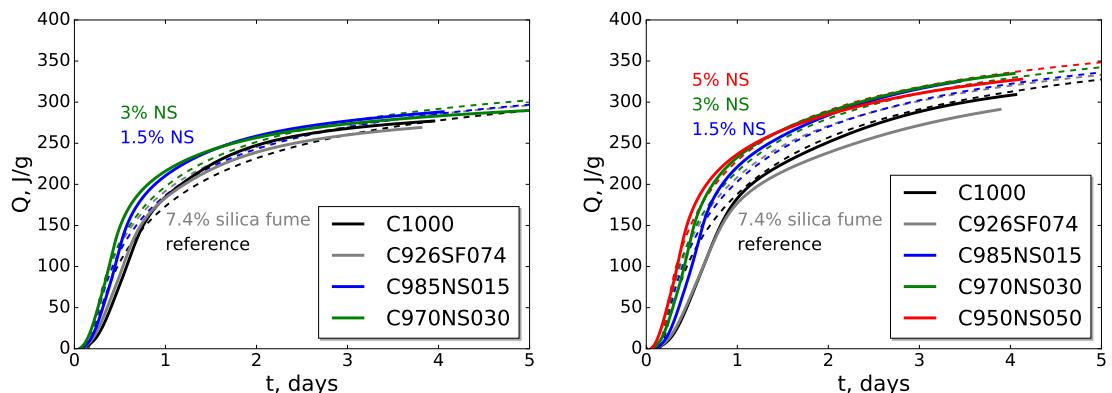 400
350
300
250
200
150
100
50
0
Q, J/g
3% NS
1.5% NS
7.4% silica fume
reference
C1000
C926SF074
C985NS015
C970NS030
0 1 2 3 4 5
t, days
400
350
300
250
200
150
100
50
0
Q, J/g
5% NS
3% NS
1.5% NS
7.4% silica fume
reference
C1000
C926SF074
C985NS015
C970NS030
C950NS050
0 1 2 3 4 5
t, days